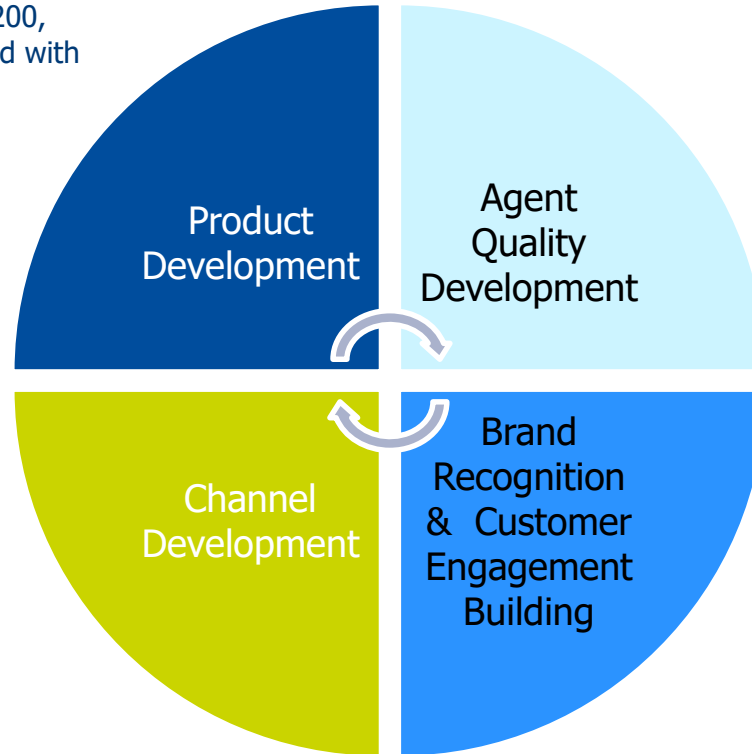 200,
d with
Product
Development
Agent
Quality
Development
Channel
Development
Brand
Recognition
& Customer
Engagement
Building